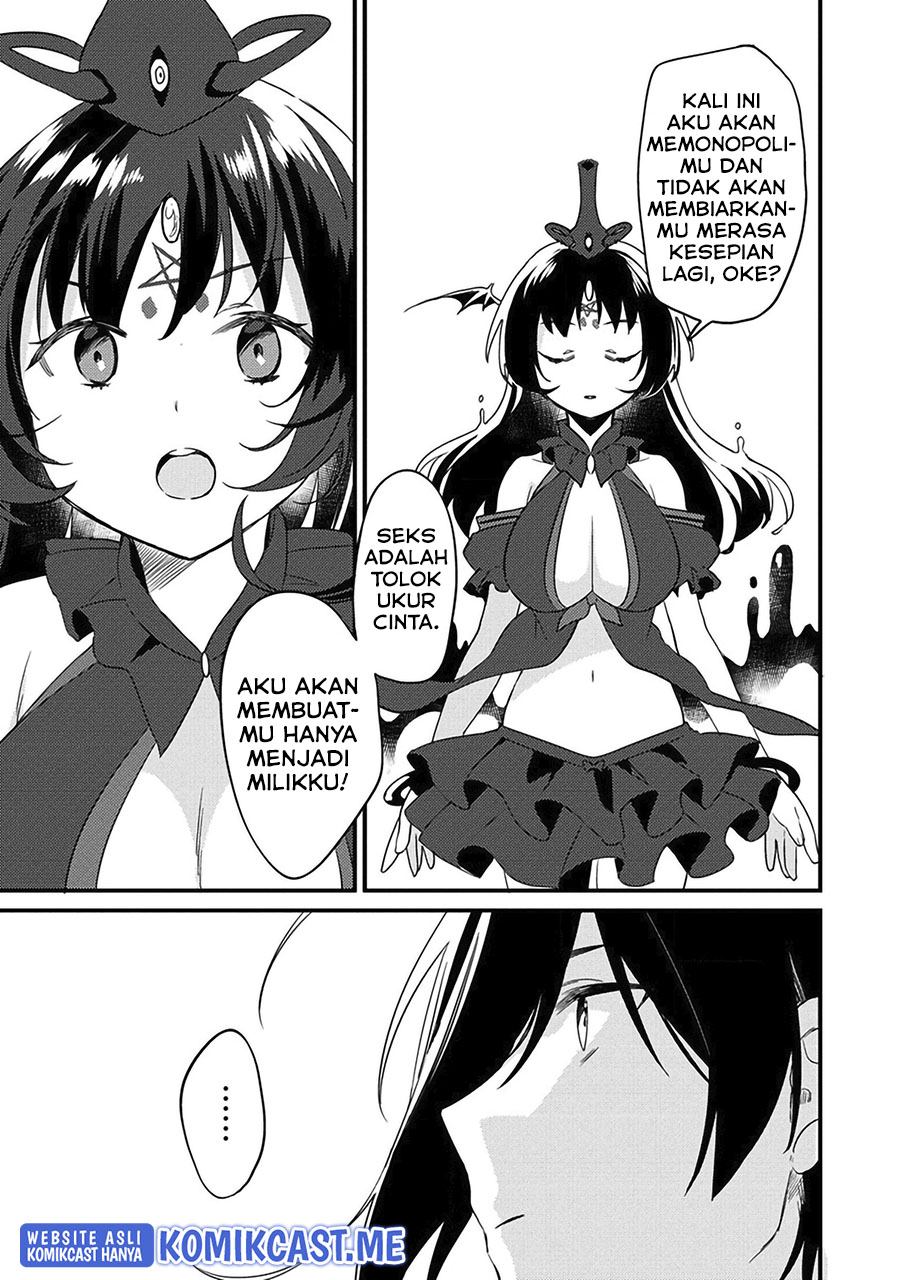 KALI INI
AKU AKAN
MEMONOPOLI-
MU DAN
TIDAK AKAN
MEMBIARKAN-
MU MERASA
KESEPIAN
LAGI, OKE?
SEKS
ADALAH
TOLOK
UKUR
CINTA.
AKU AKAN
MEMBUAT-
MU HANYA
MENJADI
MILIKKU!
......
WEBSITE ASLI
KOMIKCAST HANYA
KOMIKCAST.ME